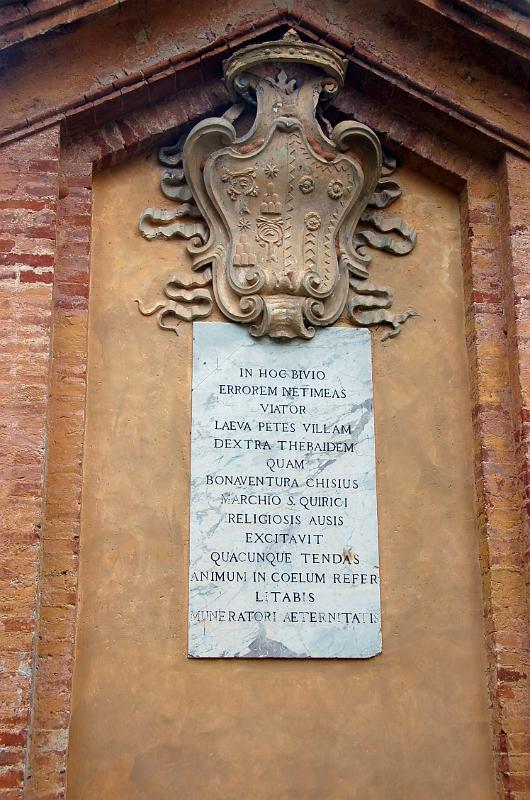 IN HOC BIVIO
ERROREM NE TIMEAS
VIATOR
LAEVA PETES VILLAM
DEXTRA THEBAIDEM
QUAM
BONAVENTURA CHISIUS
MARCHIO S. QUIRICI
RELIGIOSIS AUSIS
EXCITAVIT
QUACUNQUE TENDAS
ANIMUM IN COELUM REFER
LITABIS
MUNERATORI AETERNITATIS